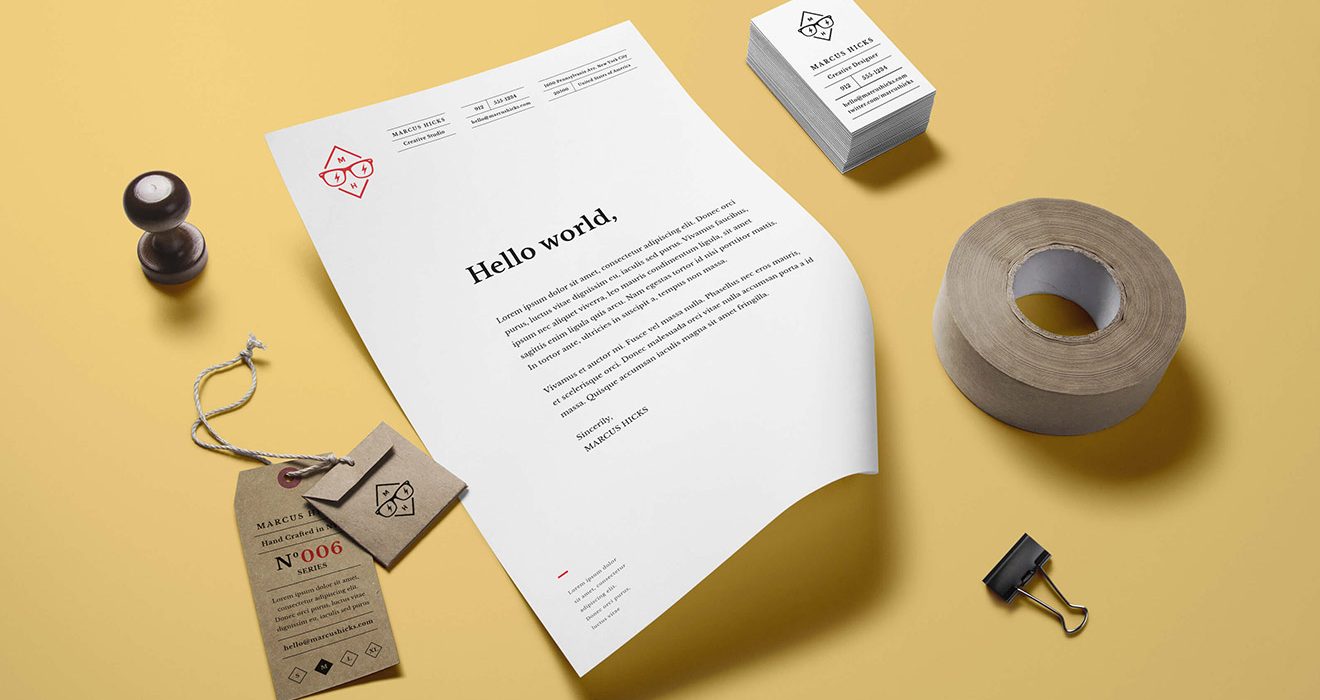 M
H
MARCUS HICKS
Creative Studio
912 555-1234
hello@marcushicks.com
1600 Pennsylvania Ave, New York City
20500 United States of America
Hello world,
Lorem ipsum dolor sit amet, consectetur adipiscing elit. Donec orci
purus, luctus vitae dignissim eu, iaculis sed purus. Vivamus faucibus,
ipsum nec aliquet viverra, leo mauris condimentum ligula, sit amet
sagittis enim ligula quis arcu. Nam egestas tortor id nisi porttitor mattis.
In tortor ante, ultricies in suscipit a, tempus non massa.
Vivamus et auctor mi. Fusce vel massa nulla. Phasellus nec eros mauris,
et scelerisque orci. Donec malesuada orci vitae nulla accumsan porta a id
massa. Quisque accumsan iaculis magna sit amet fringilla.
Sincerily,
MARCUS HICKS
Lorem ipsum dolor
sit amet, consectetur
adipiscing elit.
Donec orci purus,
luctus vitae
M
H
MARCUS HICKS
Creative Designer
912 555-1234
hello@marcushicks.com
twitter.com/marcushicks
M
H
MARCUS H
Hand Crafted in N
Nº006
SERIES
Lorem ipsum dolor sit amet,
consectetur adipiscing elit.
Donec orci purus, luctus vitae
dignissim eu, iaculis sed purus
hello@marcushicks.com
S M L XL